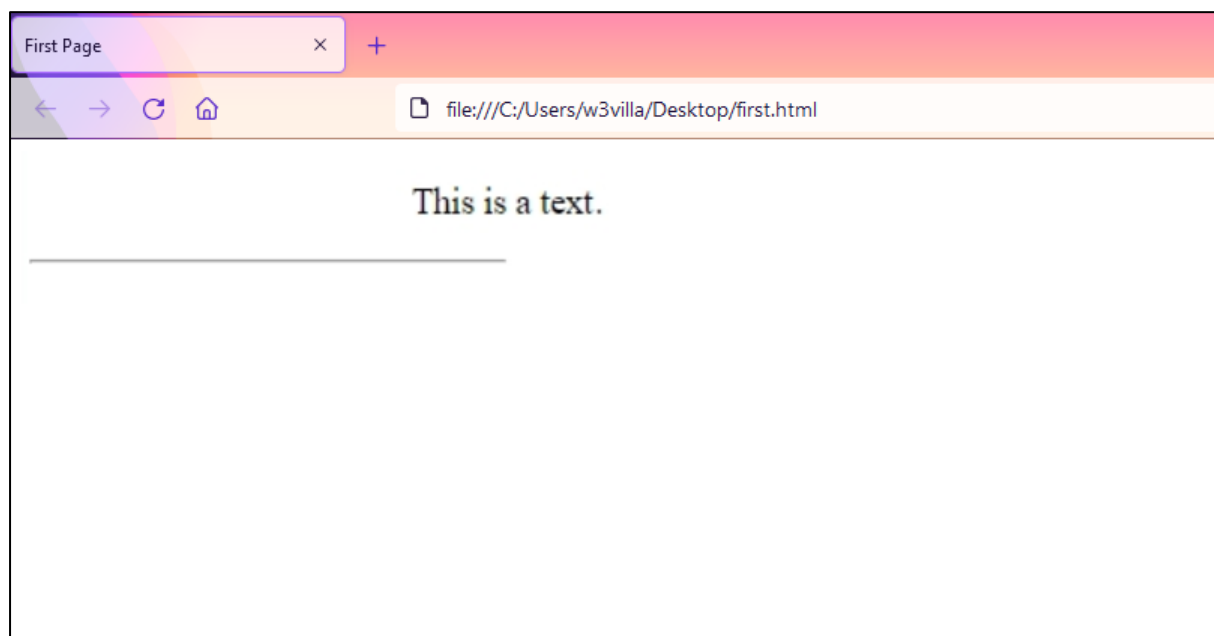 First Page
file:///C:/Users/w3villa/Desktop/first.html
This is a text.